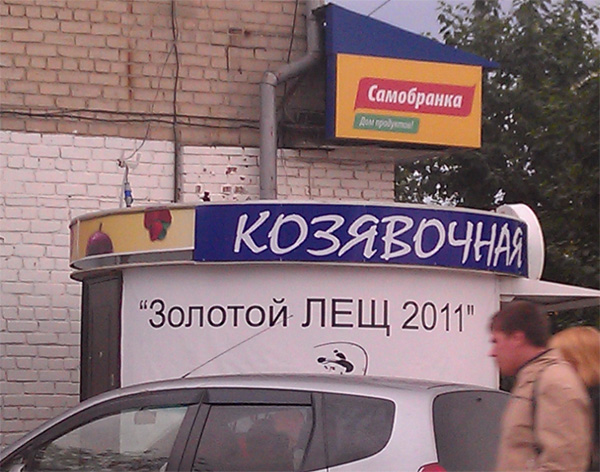 Самобранка
Дом продуктов!
КОЗЯВОЧНАЯ
"Золотой ЛЕЩ 2011"